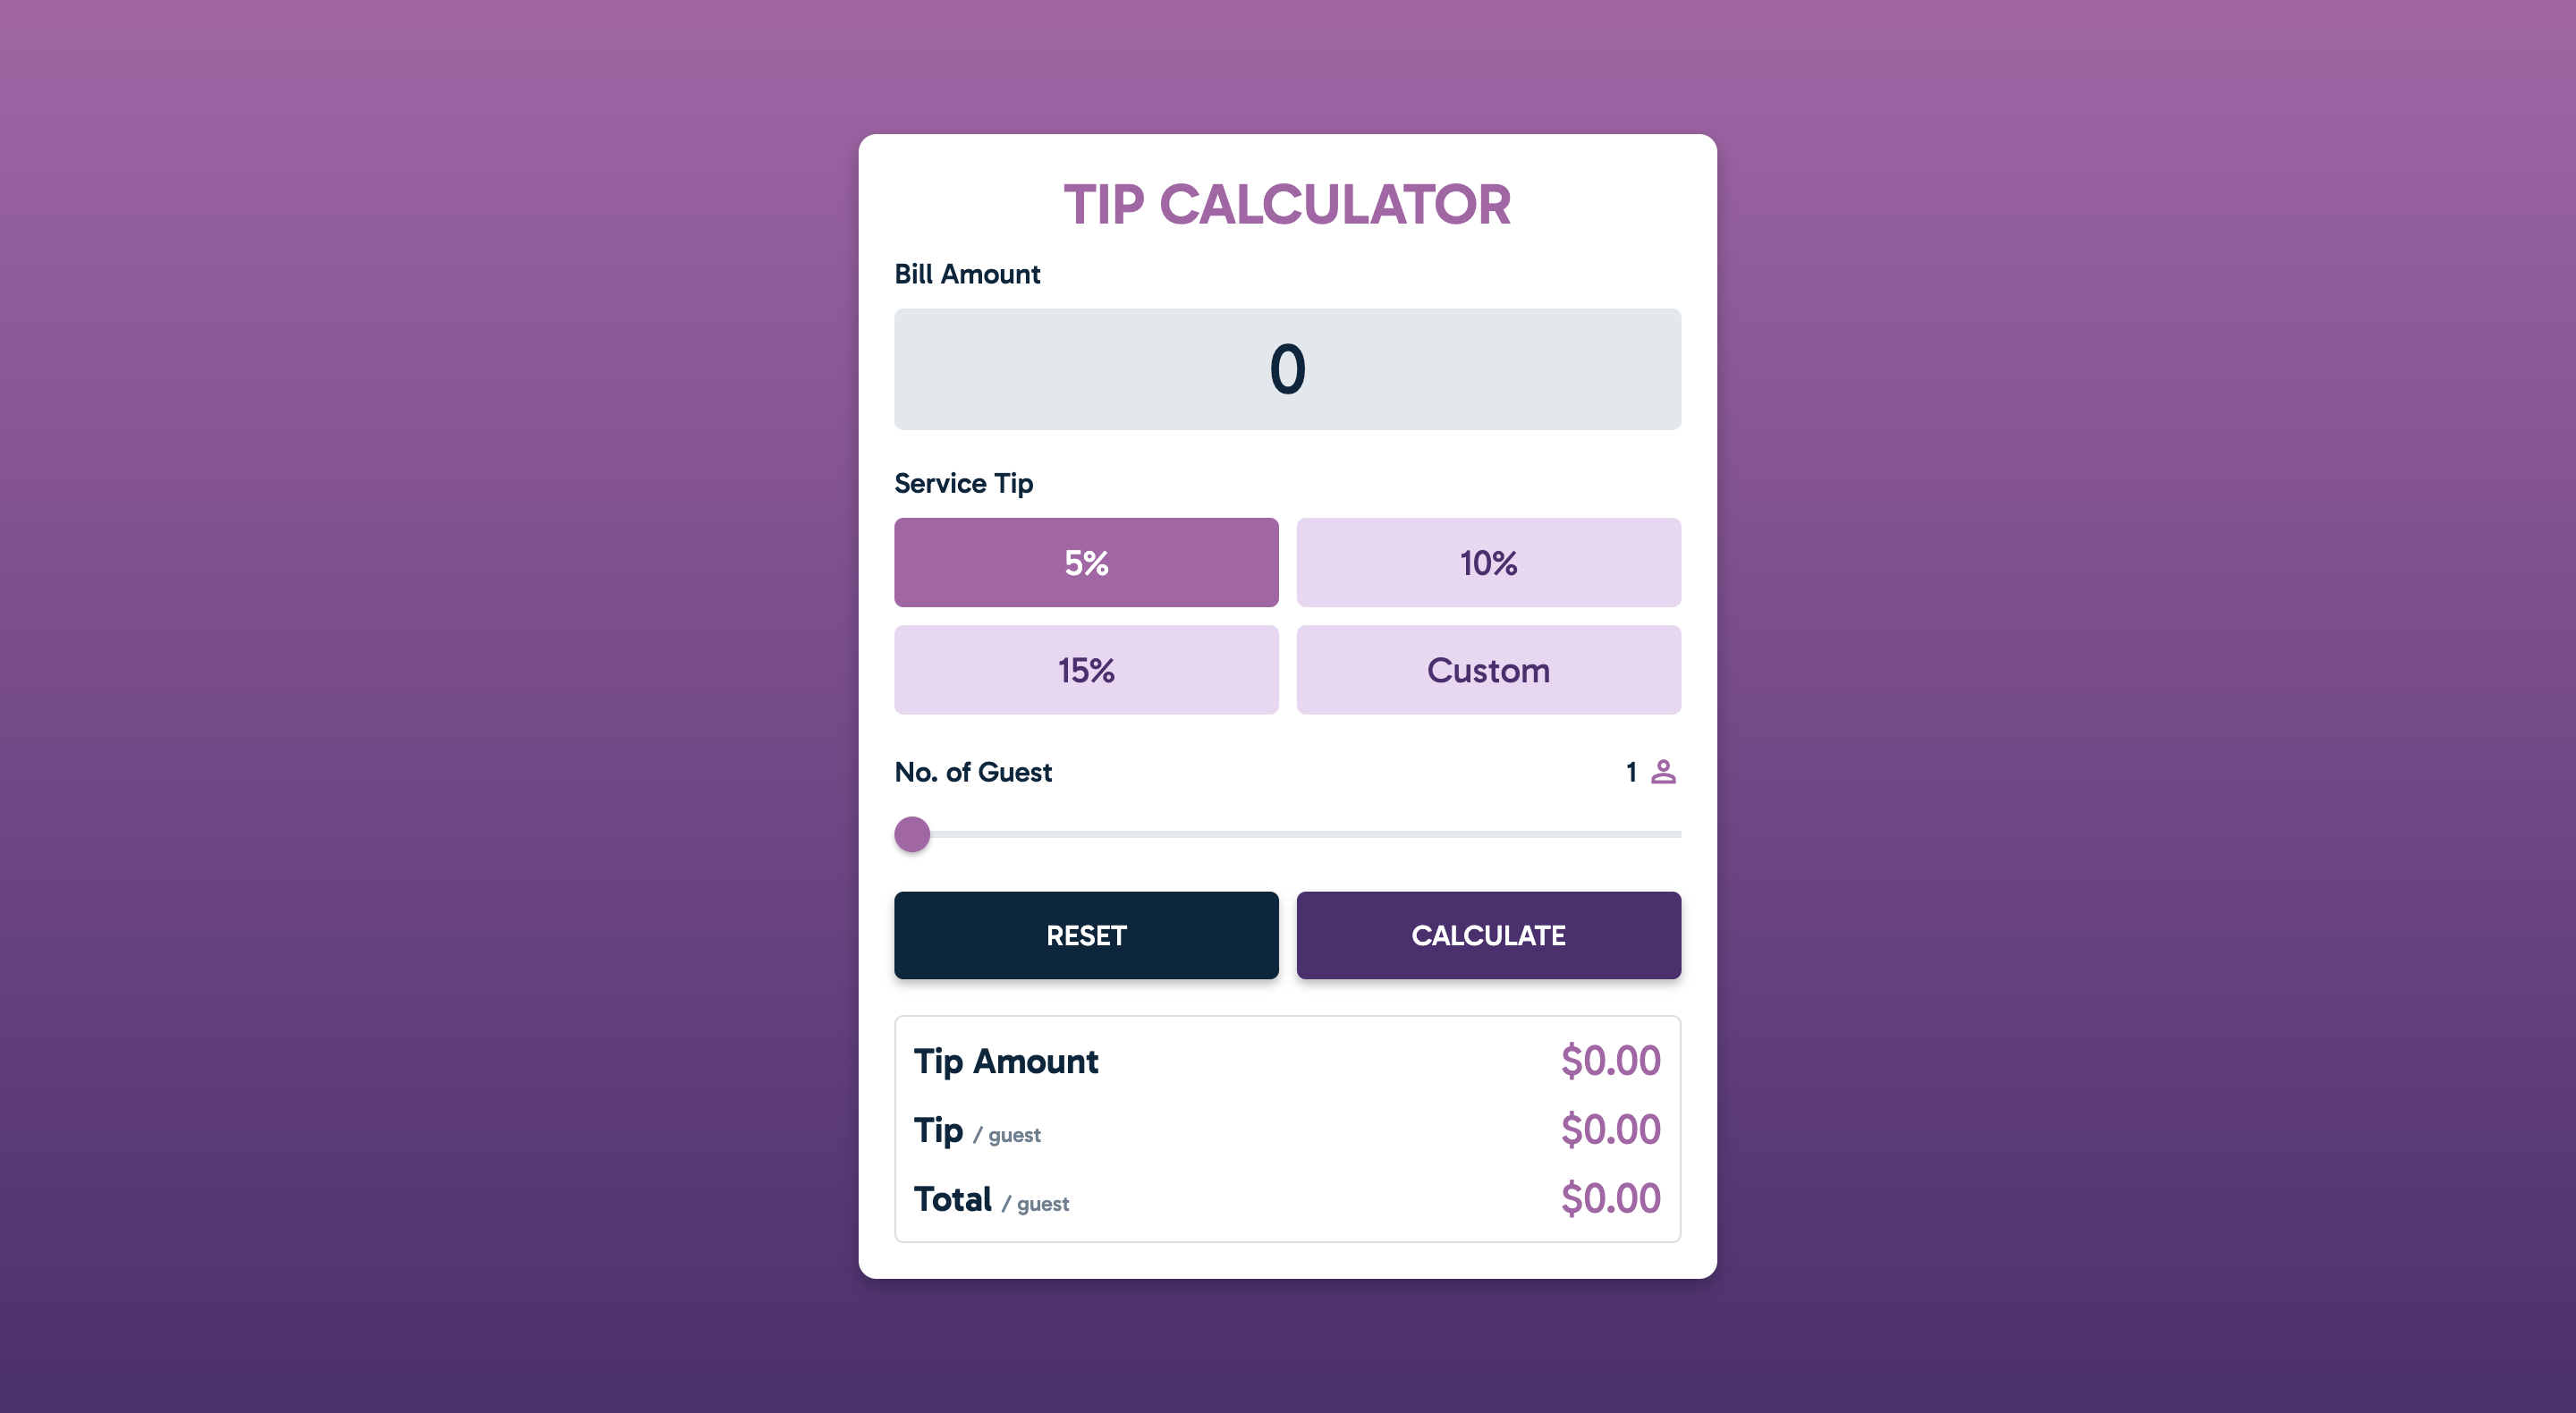 TIP CALCULATOR
Bill Amount
0
Service Tip
5% 10%
15% Custom
No. of Guest 1
RESET CALCULATE
Tip Amount $0.00
Tip / guest $0.00
Total / guest $0.00